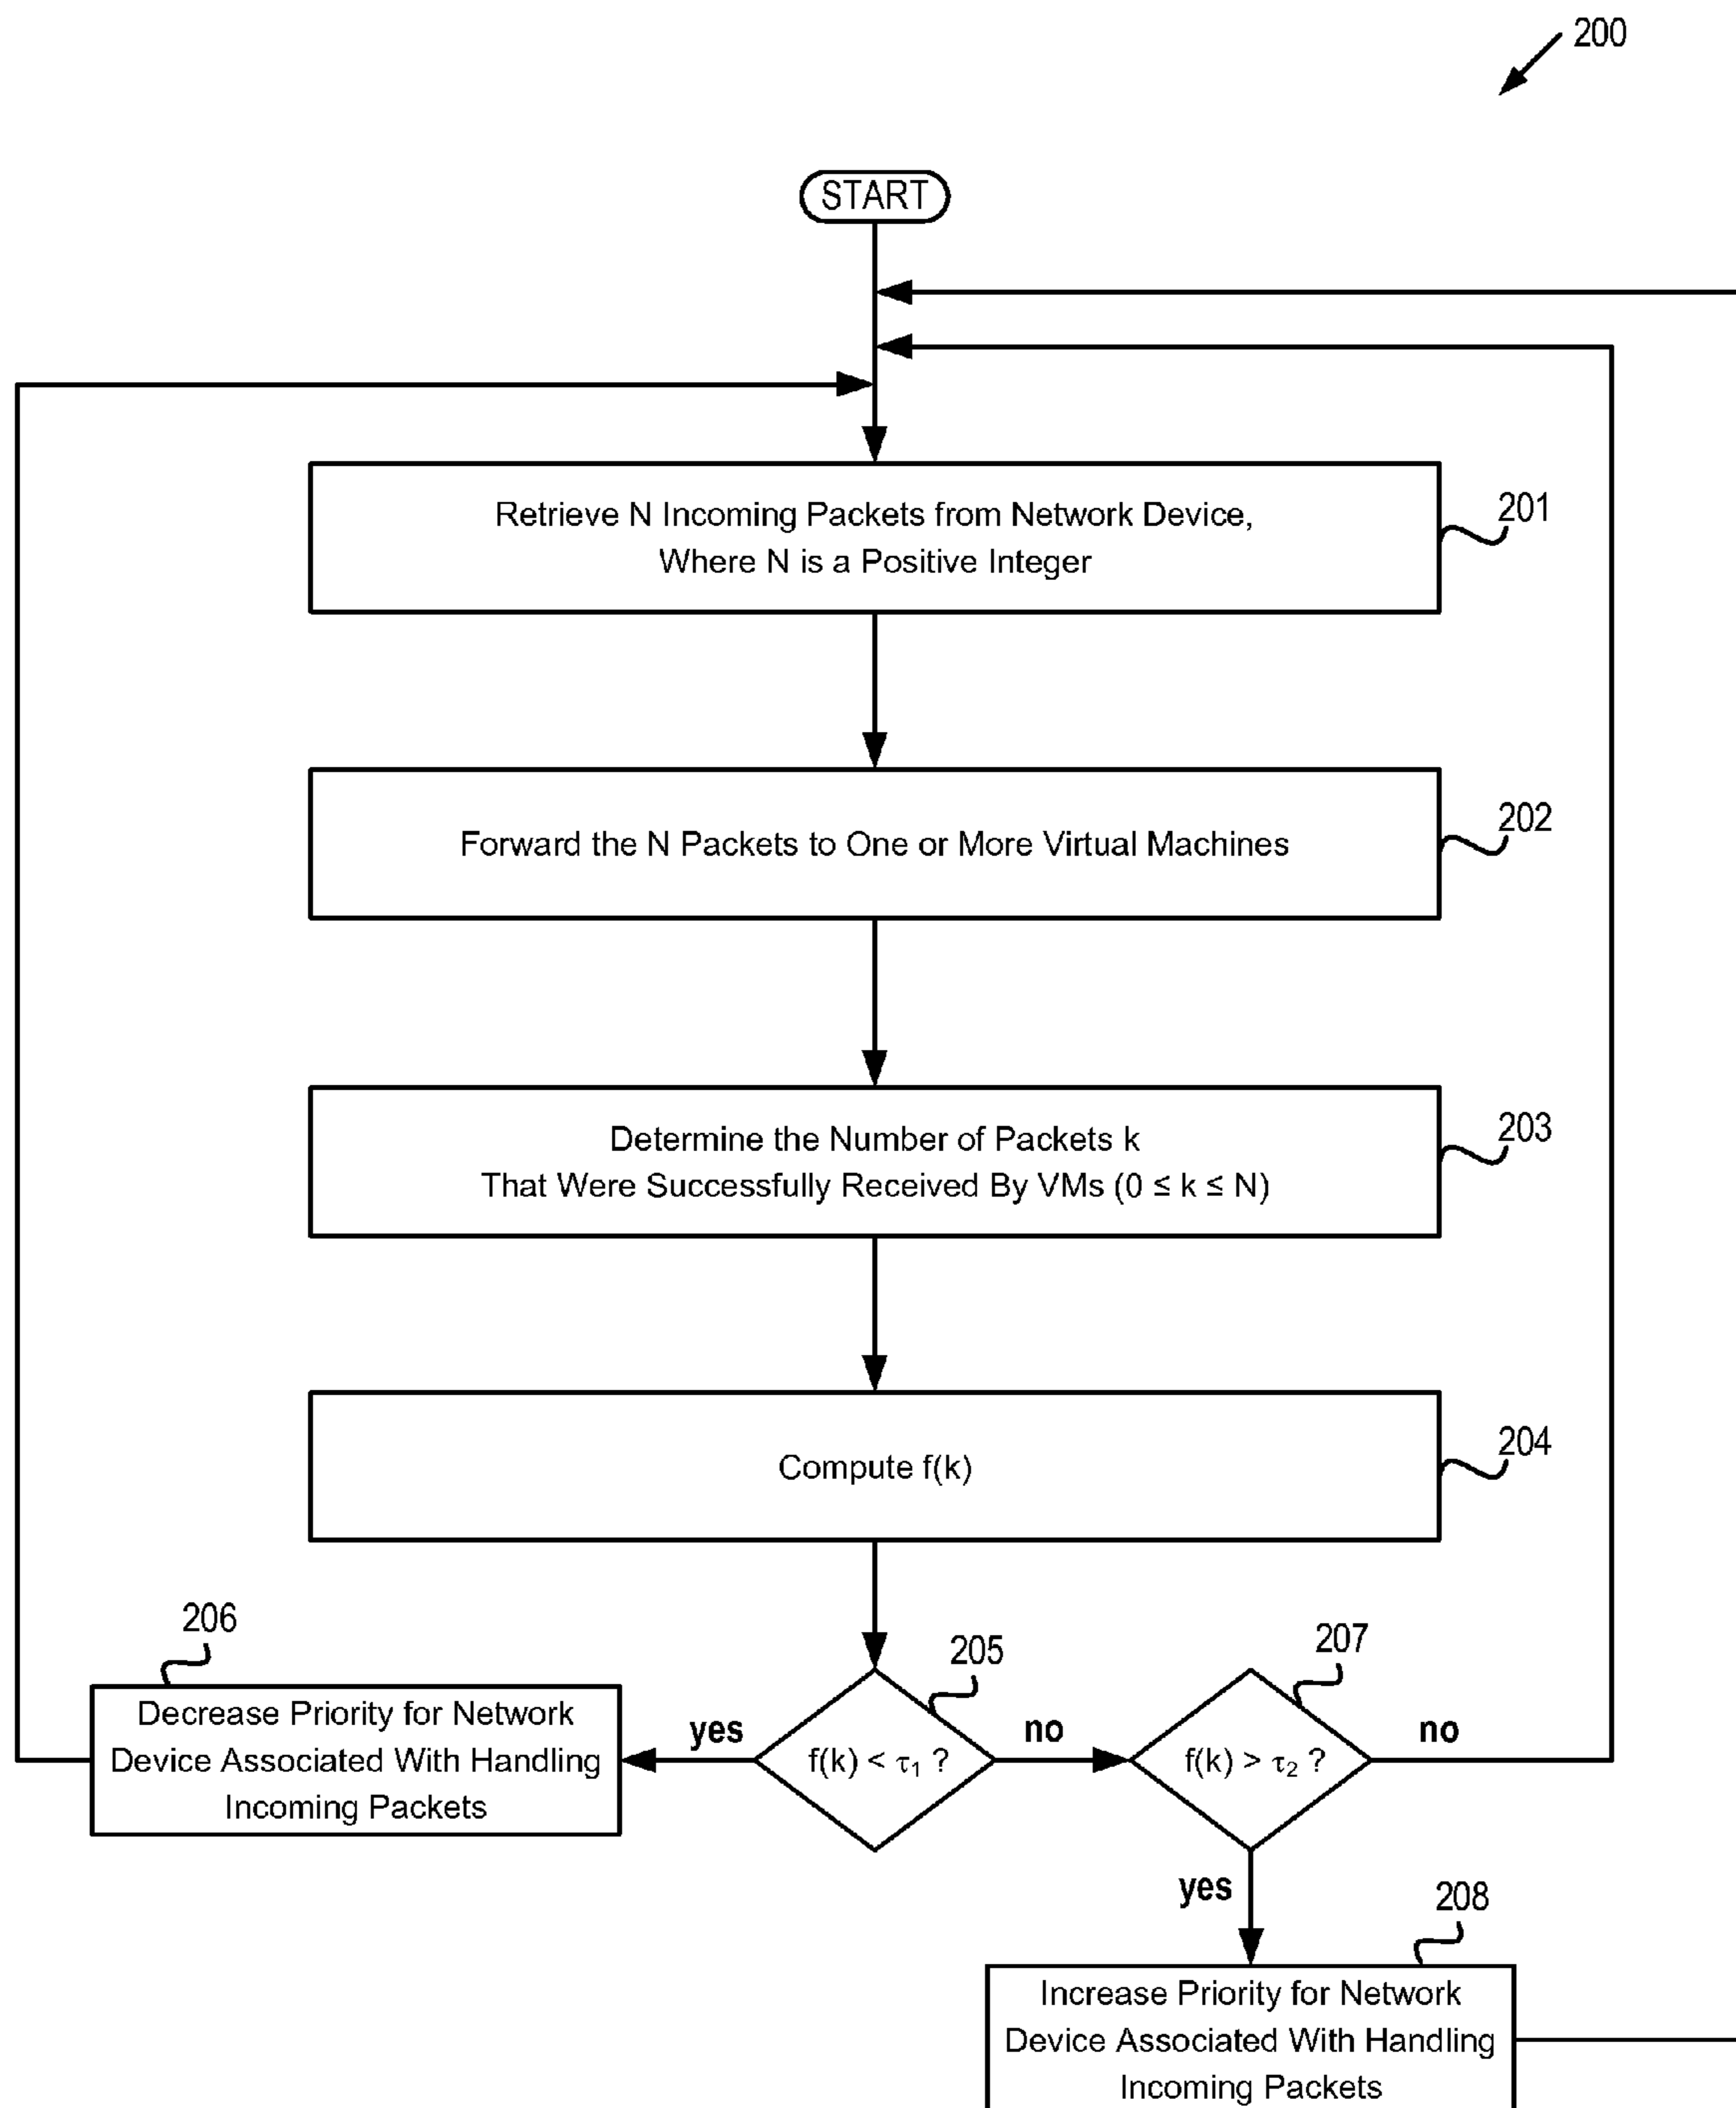 200
START
Retrieve N Incoming Packets from Network Device,
Where N is a Positive Integer
201
Forward the N Packets to One or More Virtual Machines
202
Determine the Number of Packets k
That Were Successfully Received By VMs (0 ≤ k ≤ N)
203
Compute f(k)
204
206
Decrease Priority for Network
Device Associated With Handling
Incoming Packets
yes
205
f(k) < τ₁ ?
no
207
f(k) > τ₂ ?
no
yes
208
Increase Priority for Network
Device Associated With Handling
Incoming Packets